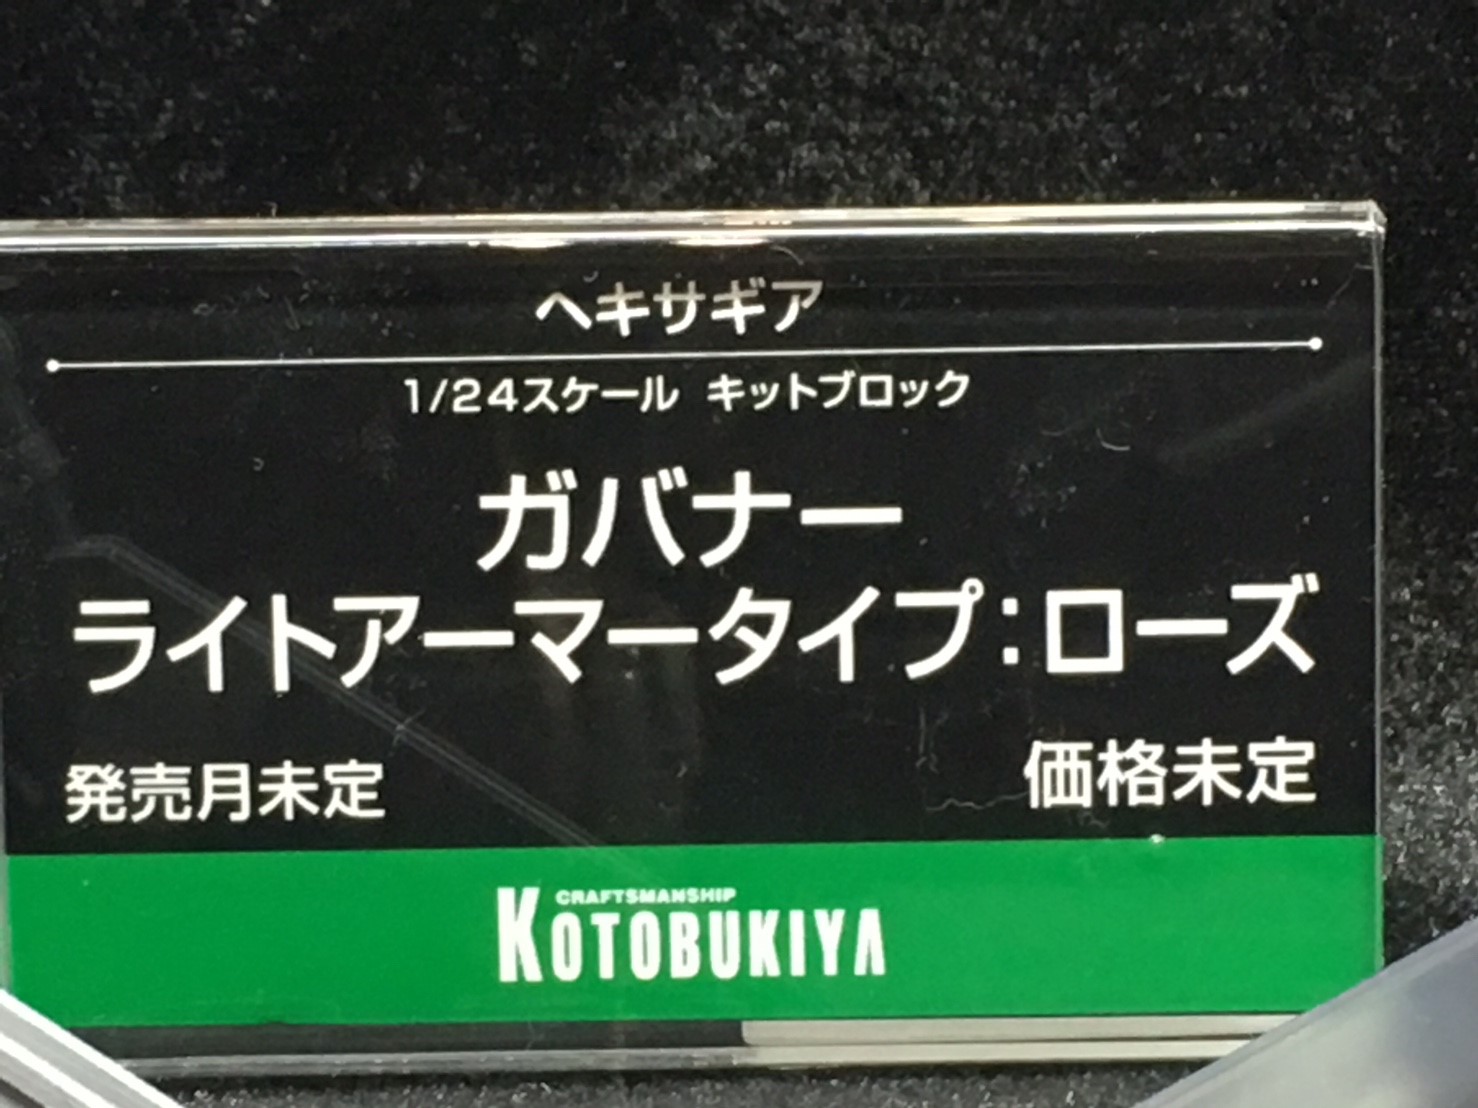 ヘキサギア
1/24スケール キットブロック
ガバナー
ライトアーマータイプ:ローズ
発売月未定 価格未定
CRAFTSMANSHIP
KOTOBUKIYA